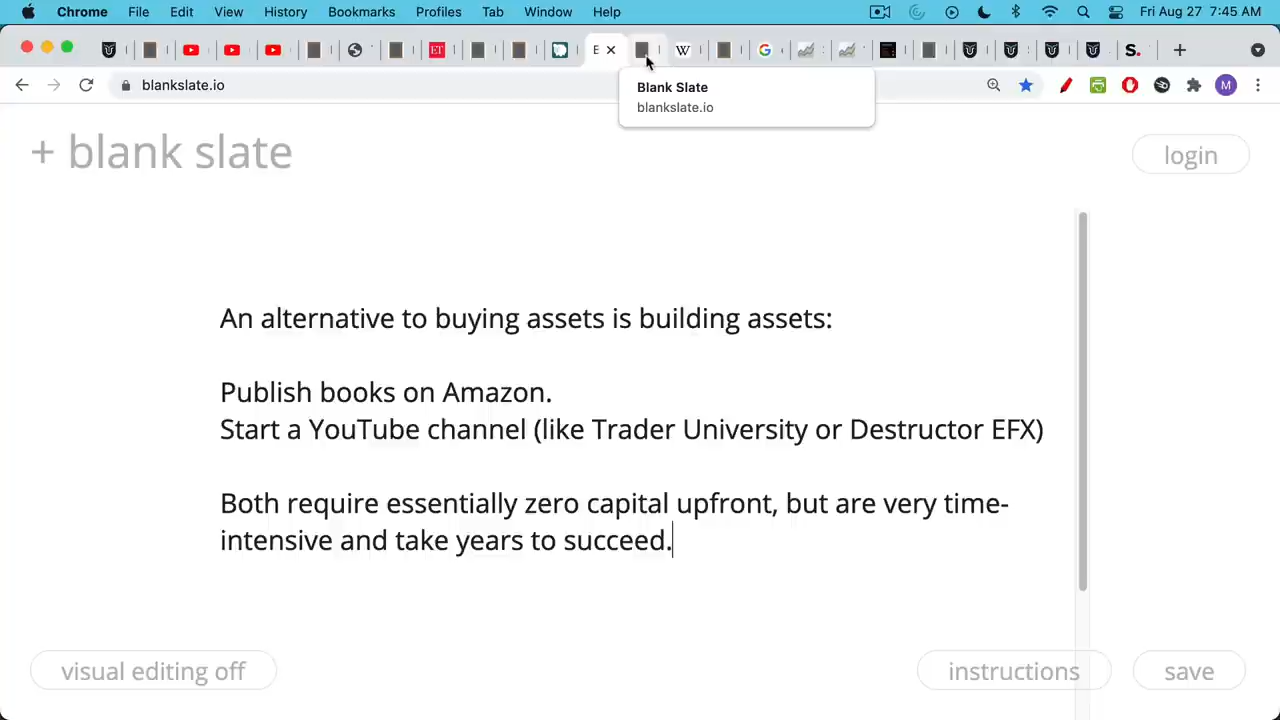 Chrome File Edit View History Bookmarks Profiles Tab Window Help Fri Aug 27 7:45 AM
E
W
S.
blankslate.io
M
Blank Slate
blankslate.io
+ blank slate
login
An alternative to buying assets is building assets:
Publish books on Amazon.
Start a YouTube channel (like Trader University or Destructor EFX)
Both require essentially zero capital upfront, but are very time-
intensive and take years to succeed.
visual editing off
instructions
save